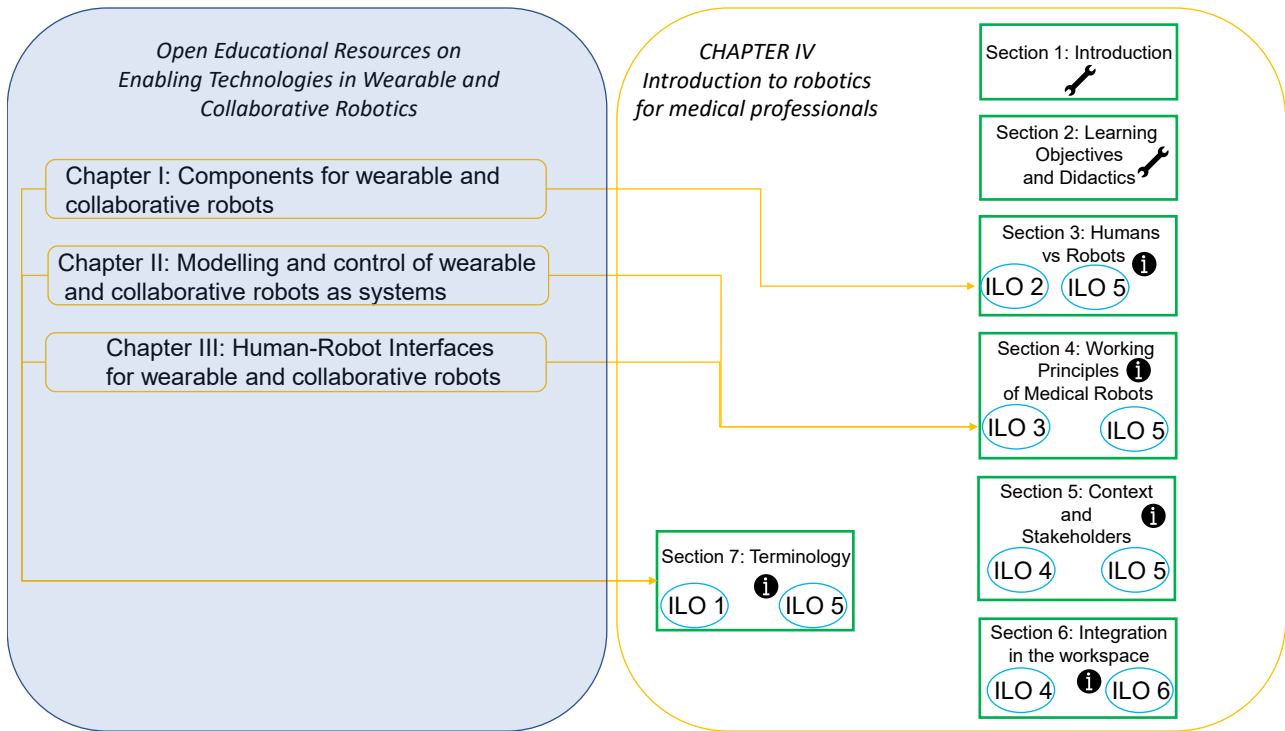 Open Educational Resources on
Enabling Technologies in Wearable and
Collaborative Robotics
Chapter I: Components for wearable and
collaborative robots
Chapter II: Modelling and control of wearable
and collaborative robots as systems
Chapter III: Human-Robot Interfaces
for wearable and collaborative robots
CHAPTER IV
Introduction to robotics
for medical professionals
Section 1: Introduction
Section 2: Learning
Objectives
and Didactics
Section 3: Humans
vs Robots
ILO 2 ILO 5
Section 4: Working
Principles
of Medical Robots
ILO 3 ILO 5
Section 5: Context
and
Stakeholders
ILO 4 ILO 5
Section 6: Integration
in the workspace
ILO 4 ILO 6
Section 7: Terminology
ILO 1 ILO 5